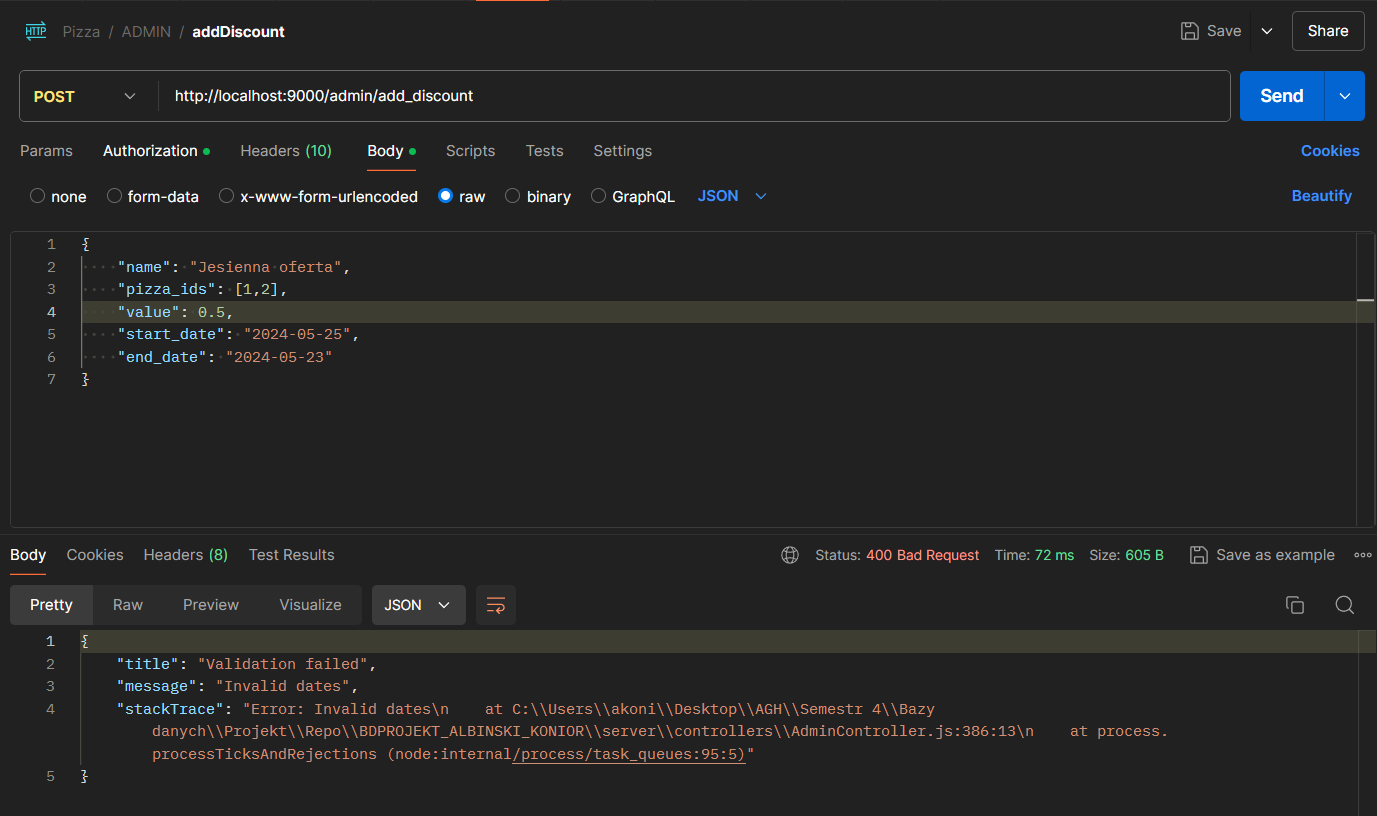 HTTP Pizza / ADMIN / addDiscount Save Share
POST http://localhost:9000/admin/add_discount Send
Params Authorization Headers (10) Body Scripts Tests Settings Cookies
none form-data x-www-form-urlencoded raw binary GraphQL JSON Beautify
1 {
2 "name": "Jesienna oferta",
3 "pizza_ids": [1,2],
4 "value": 0.5,
5 "start_date": "2024-05-25",
6 "end_date": "2024-05-23"
7 }
Body Cookies Headers (8) Test Results Status: 400 Bad Request Time: 72 ms Size: 605 B Save as example
Pretty Raw Preview Visualize JSON
1 {
2 "title": "Validation failed",
3 "message": "Invalid dates",
4 "stackTrace": "Error: Invalid dates\n    at C:\\Users\\akoni\\Desktop\\AGH\\Semestr 4\\Bazy
danych\\Projekt\\Repo\\BDPROJEKT_ALBINSKI_KONIOR\\server\\controllers\\AdminController.js:386:13\n    at process.
processTicksAndRejections (node:internal/process/task_queues:95:5)"
5 }